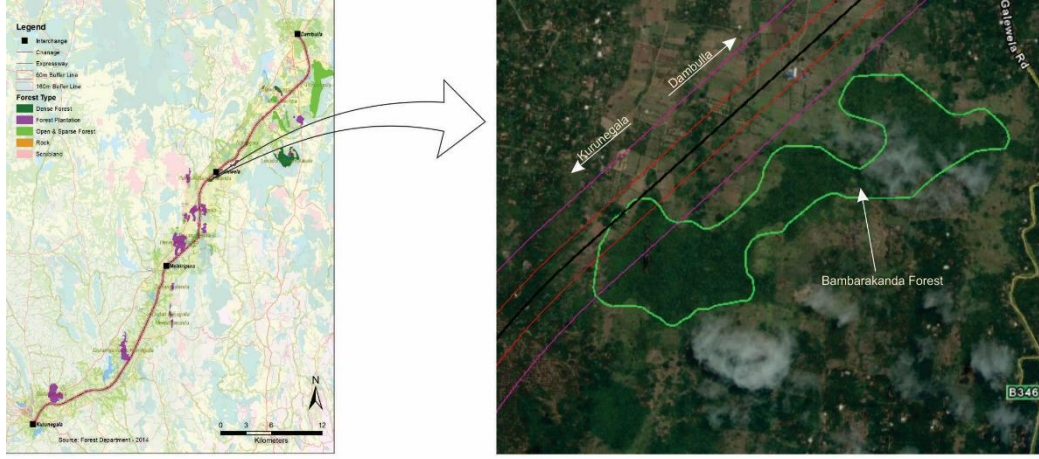 Legend
Interchange
Chainage
Expressway
60m Buffer Line
160m Buffer Line
Forest Type
Dense Forest
Forest Plantation
Open & Sparse Forest
Rock
Scrubland
Dambulla
Kurunegala
Source: Forest Department - 2014
N
0 3 6 12
Kilometers
Dambulla
Kurunegala
Galewela Rd
Bambarakanda Forest
B346